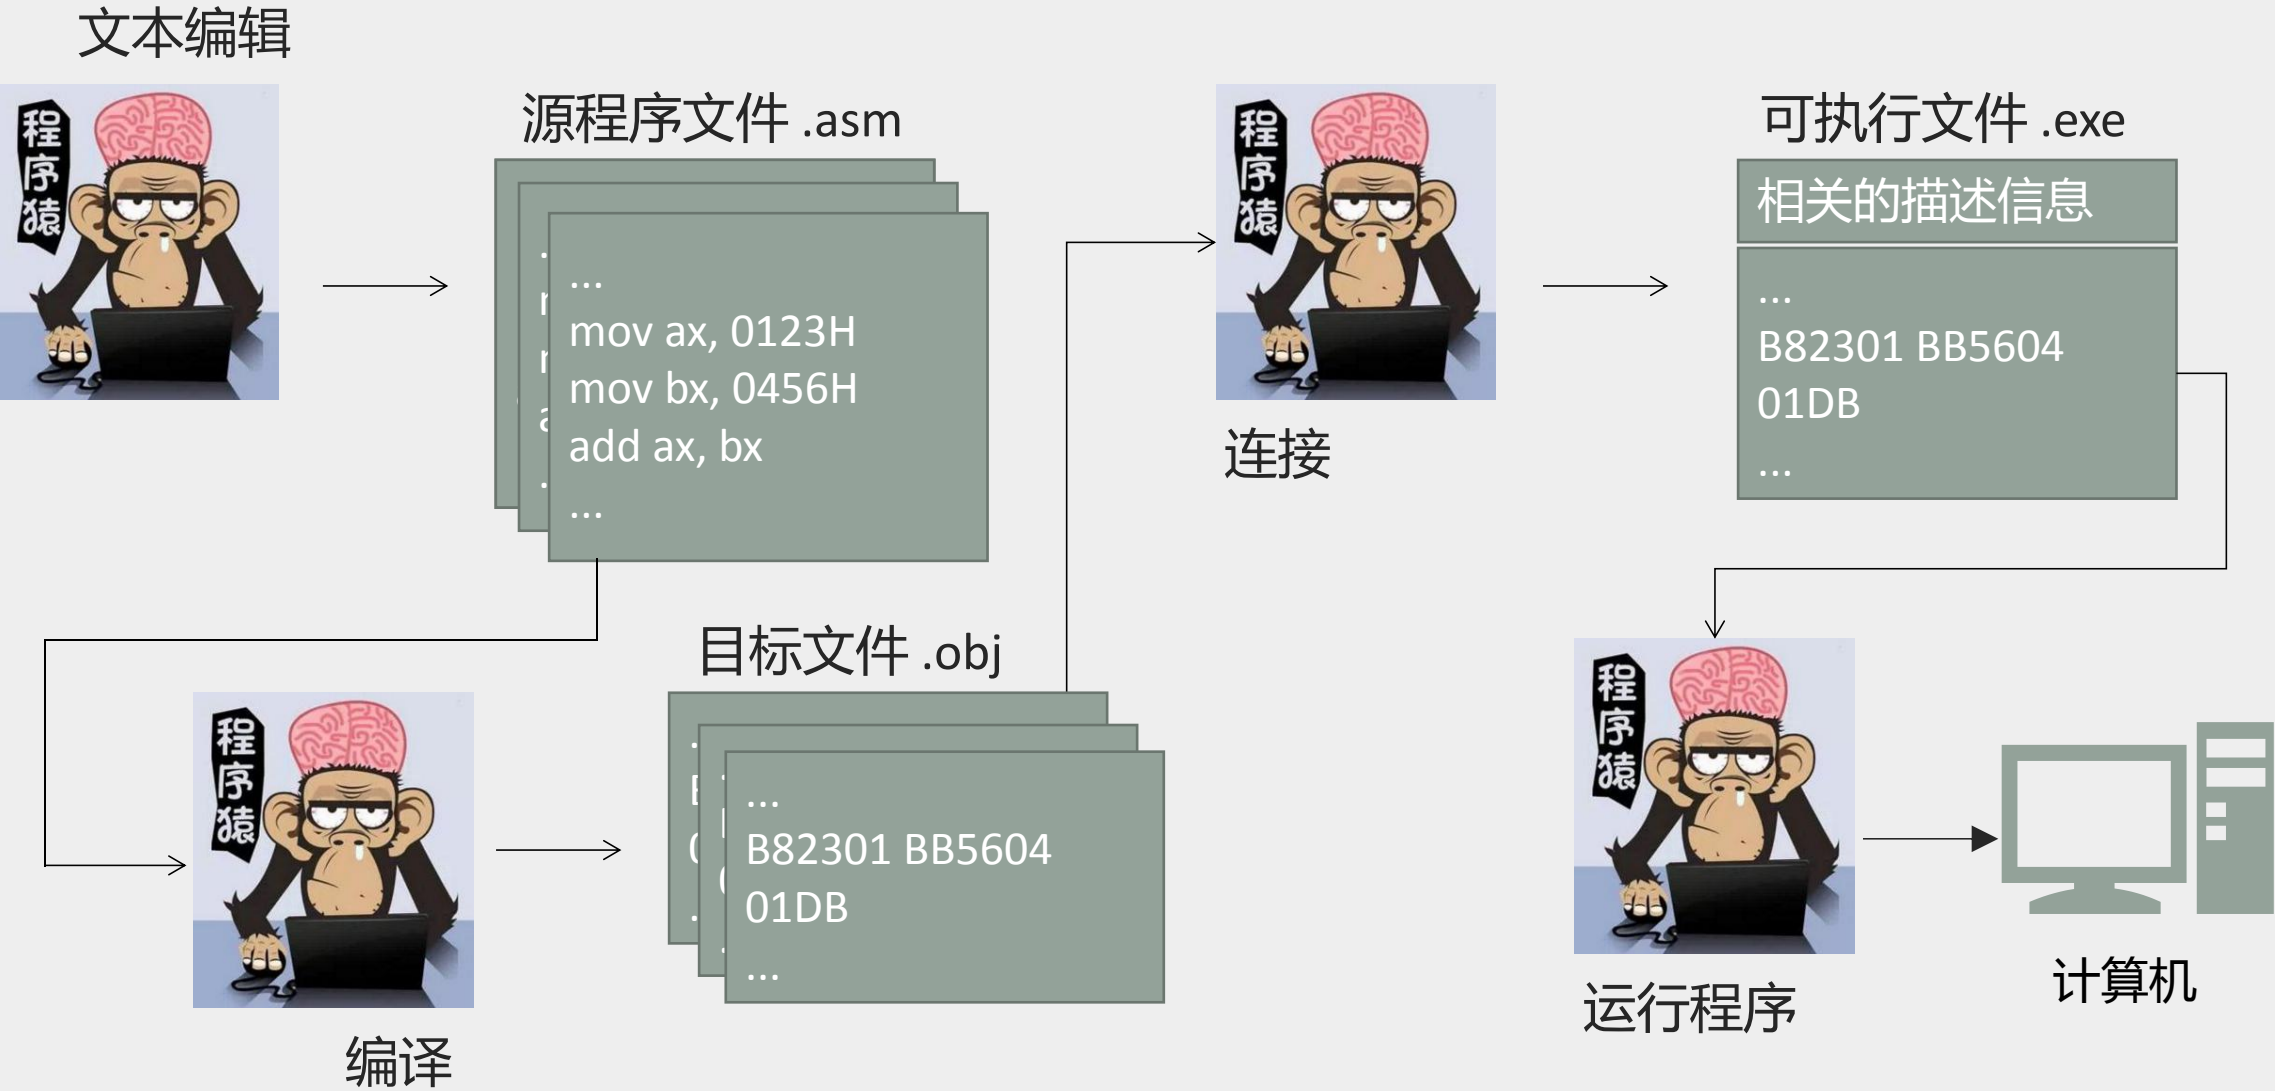 文本编辑
程序猿
源程序文件 .asm
...
mov ax, 0123H
mov bx, 0456H
add ax, bx
...
程序猿
编译
目标文件 .obj
...
B82301 BB5604
01DB
...
程序猿
连接
可执行文件 .exe
相关的描述信息
...
B82301 BB5604
01DB
...
程序猿
运行程序
计算机